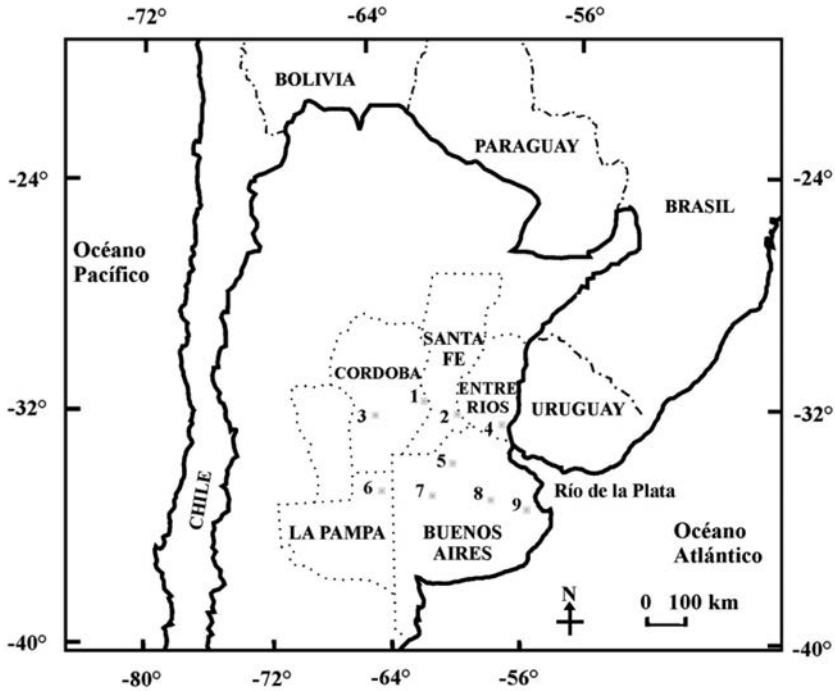 -72°
-64°
-56°
BOLIVIA
PARAGUAY
-24°
-24°
BRASIL
Océano
Pacífico
SANTA
FE
CORDOBA
ENTRE
RIOS
URUGUAY
-32°
-32°
1
2
3
4
5
6
7
8
9
Río de la Plata
CHILE
LA PAMPA
BUENOS
AIRES
Océano
Atlántico
N
0 100 km
-40°
-40°
-80°
-72°
-64°
-56°